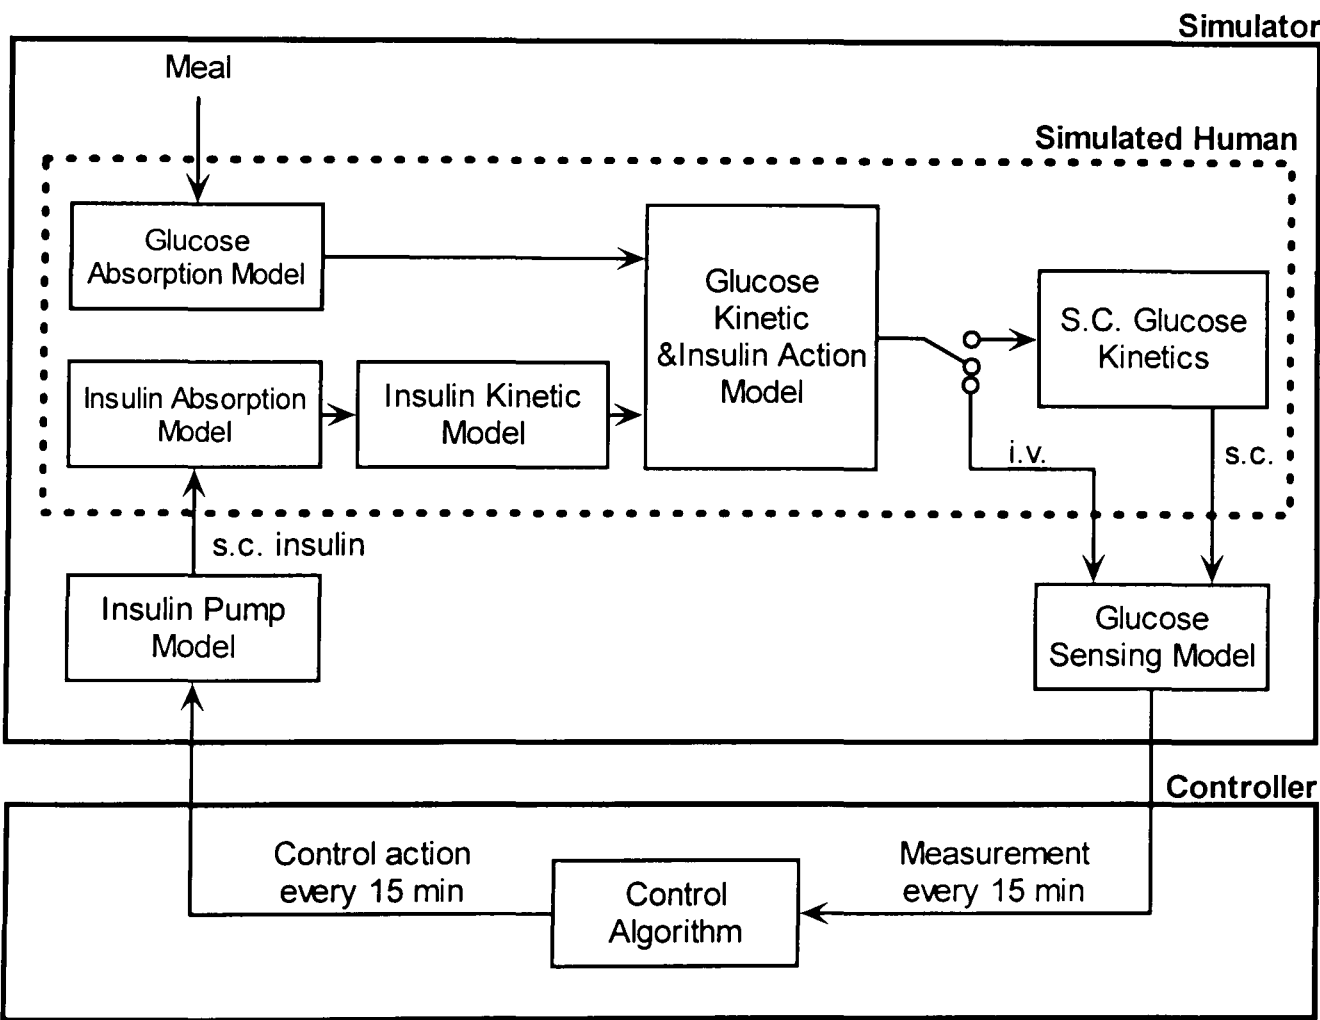 Simulator
Meal
Simulated Human
Glucose
Absorption Model
Glucose
Kinetic
&Insulin Action
Model
S.C. Glucose
Kinetics
Insulin Absorption
Model
Insulin Kinetic
Model
i.v.
s.c.
s.c. insulin
Insulin Pump
Model
Glucose
Sensing Model
Controller
Control action
every 15 min
Control
Algorithm
Measurement
every 15 min